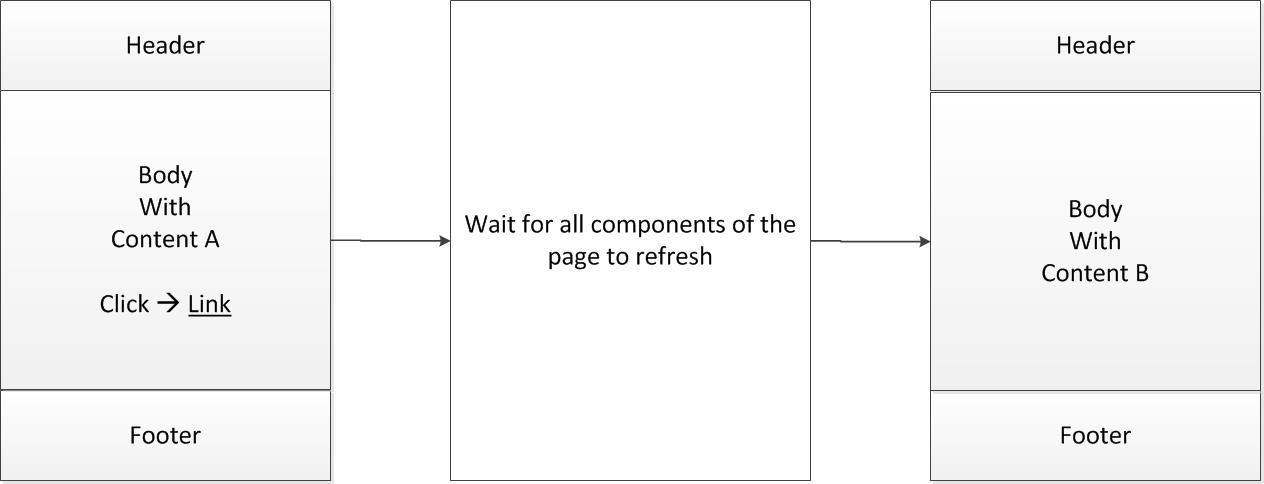 Header
Body
With
Content A
Click → Link
Footer
Wait for all components of the
page to refresh
Header
Body
With
Content B
Footer